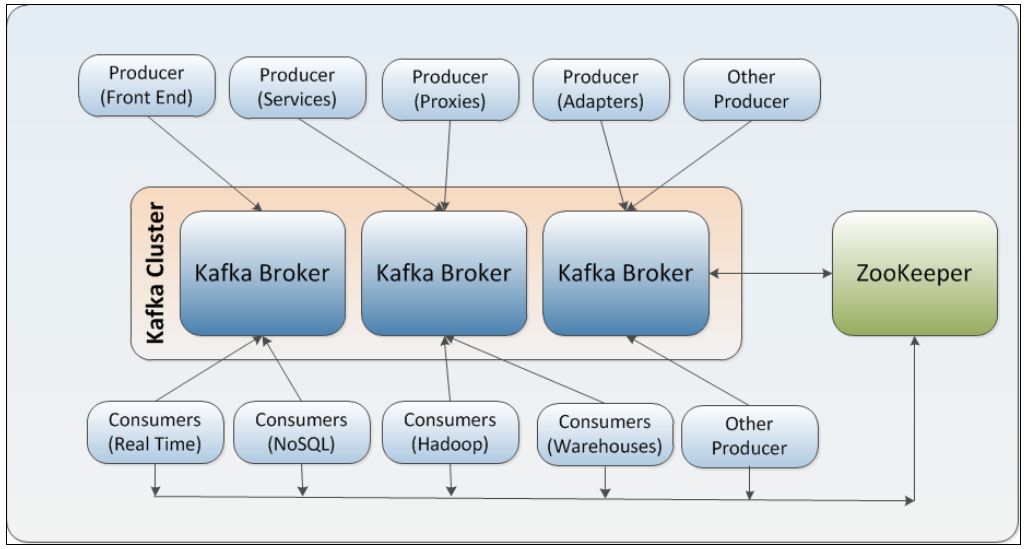 Producer
(Front End)
Producer
(Services)
Producer
(Proxies)
Producer
(Adapters)
Other
Producer
Kafka Cluster
Kafka Broker
Kafka Broker
Kafka Broker
ZooKeeper
Consumers
(Real Time)
Consumers
(NoSQL)
Consumers
(Hadoop)
Consumers
(Warehouses)
Other
Producer